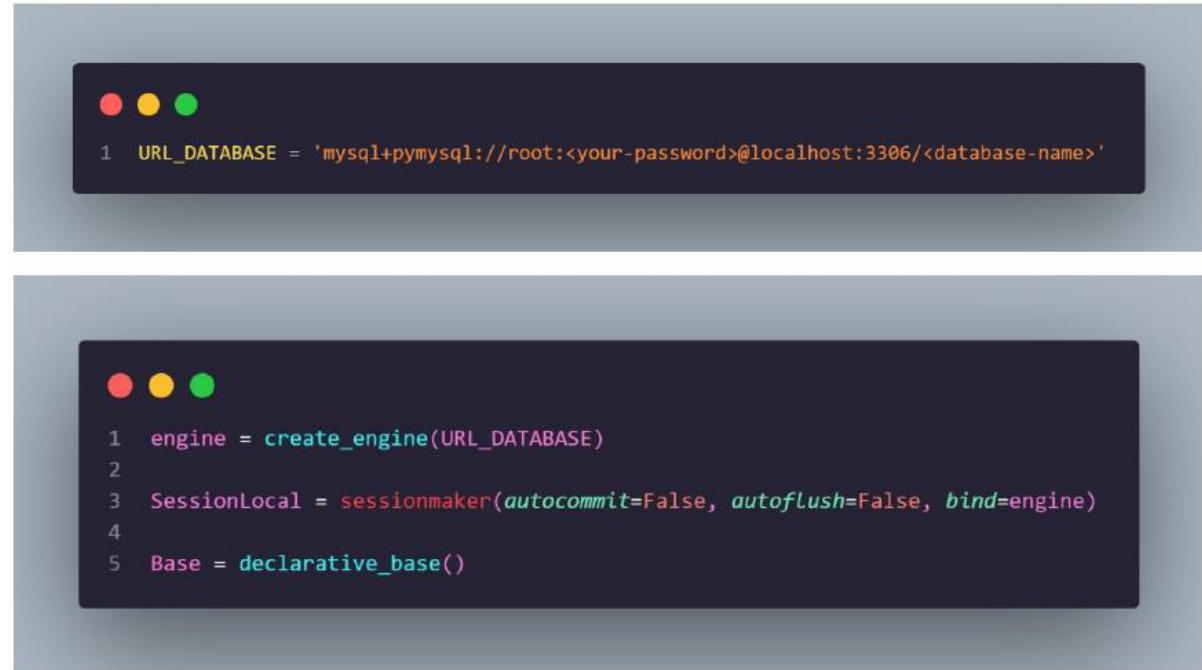 1 URL_DATABASE = 'mysql+pymysql://root:<your-password>@localhost:3306/<database-name>'
1 engine = create_engine(URL_DATABASE)
2
3 SessionLocal = sessionmaker(autocommit=False, autoflush=False, bind=engine)
4
5 Base = declarative_base()